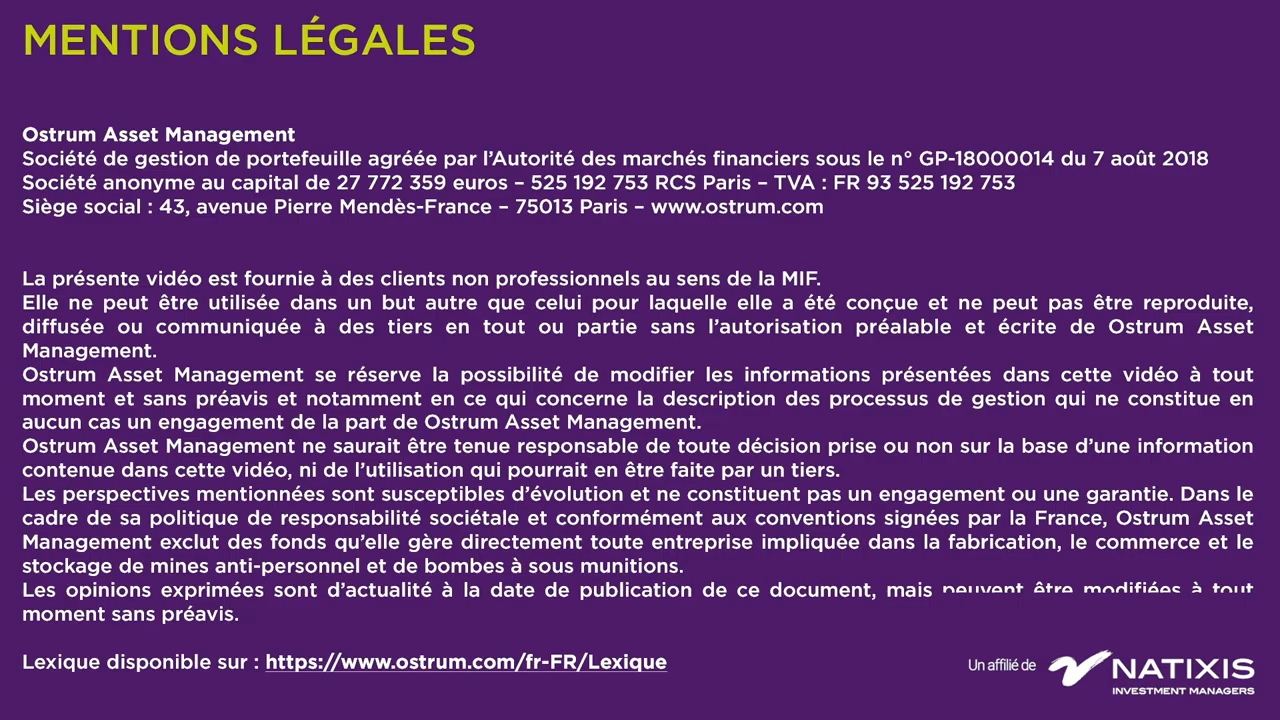 MENTIONS LÉGALES
Ostrum Asset Management
Société de gestion de portefeuille agréée par l'Autorité des marchés financiers sous le n° GP-18000014 du 7 août 2018
Société anonyme au capital de 27 772 359 euros – 525 192 753 RCS Paris – TVA : FR 93 525 192 753
Siège social : 43, avenue Pierre Mendès-France – 75013 Paris – www.ostrum.com
La présente vidéo est fournie à des clients non professionnels au sens de la MIF.
Elle ne peut être utilisée dans un but autre que celui pour laquelle elle a été conçue et ne peut pas être reproduite,
diffusée ou communiquée à des tiers en tout ou partie sans l'autorisation préalable et écrite de Ostrum Asset
Management.
Ostrum Asset Management se réserve la possibilité de modifier les informations présentées dans cette vidéo à tout
moment et sans préavis et notamment en ce qui concerne la description des processus de gestion qui ne constitue en
aucun cas un engagement de la part de Ostrum Asset Management.
Ostrum Asset Management ne saurait être tenue responsable de toute décision prise ou non sur la base d'une information
contenue dans cette vidéo, ni de l'utilisation qui pourrait en être faite par un tiers.
Les perspectives mentionnées sont susceptibles d'évolution et ne constituent pas un engagement ou une garantie. Dans le
cadre de sa politique de responsabilité sociétale et conformément aux conventions signées par la France, Ostrum Asset
Management exclut des fonds qu'elle gère directement toute entreprise impliquée dans la fabrication, le commerce et le
stockage de mines anti-personnel et de bombes à sous munitions.
Les opinions exprimées sont d'actualité à la date de publication de ce document, mais peuvent être modifiées à tout
moment sans préavis.
Lexique disponible sur : https://www.ostrum.com/fr-FR/Lexique
Un affilié de NATIXIS
INVESTMENT MANAGERS